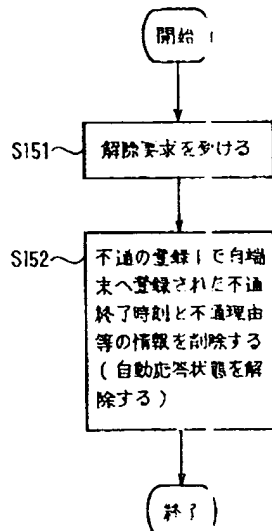 開始
S151
解除要求を受ける
S152
不通の登録1で自端
末へ登録された不通
終了時刻と不通理由
等の情報を削除する
(自動応答状態を
解除する)
終了